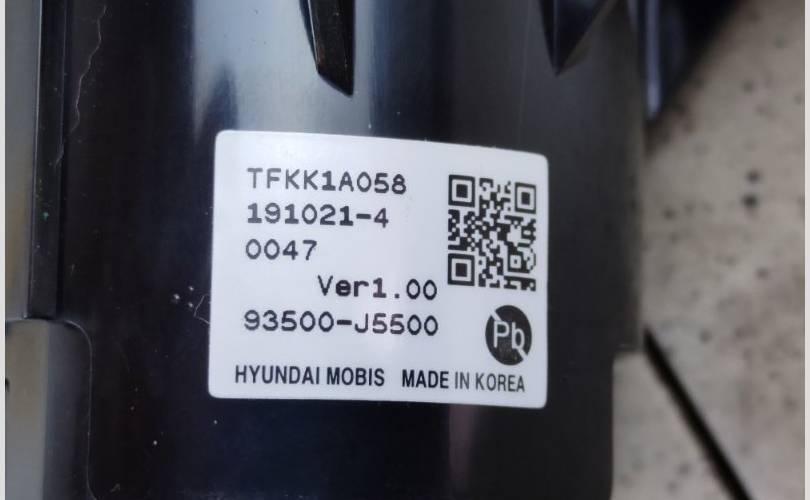 TFKK1A058
191021-4
0047
Ver1.00
93500-J5500
Pb
HYUNDAI MOBIS MADE IN KOREA